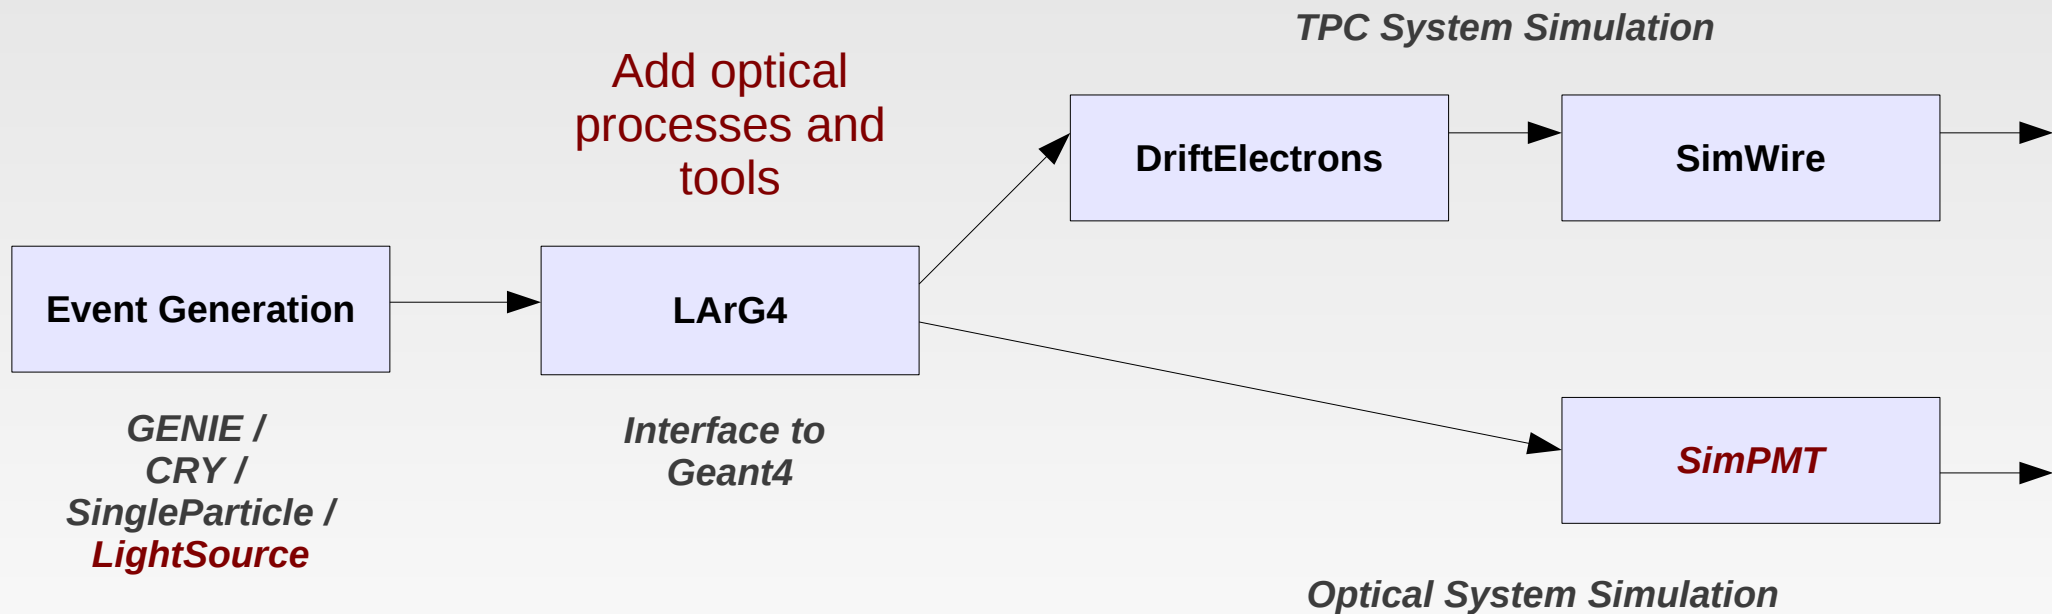 TPC System Simulation
Add optical
processes and
tools
DriftElectrons
SimWire
Event Generation
LArG4
GENIE /
CRY /
SingleParticle /
LightSource
Interface to
Geant4
SimPMT
Optical System Simulation